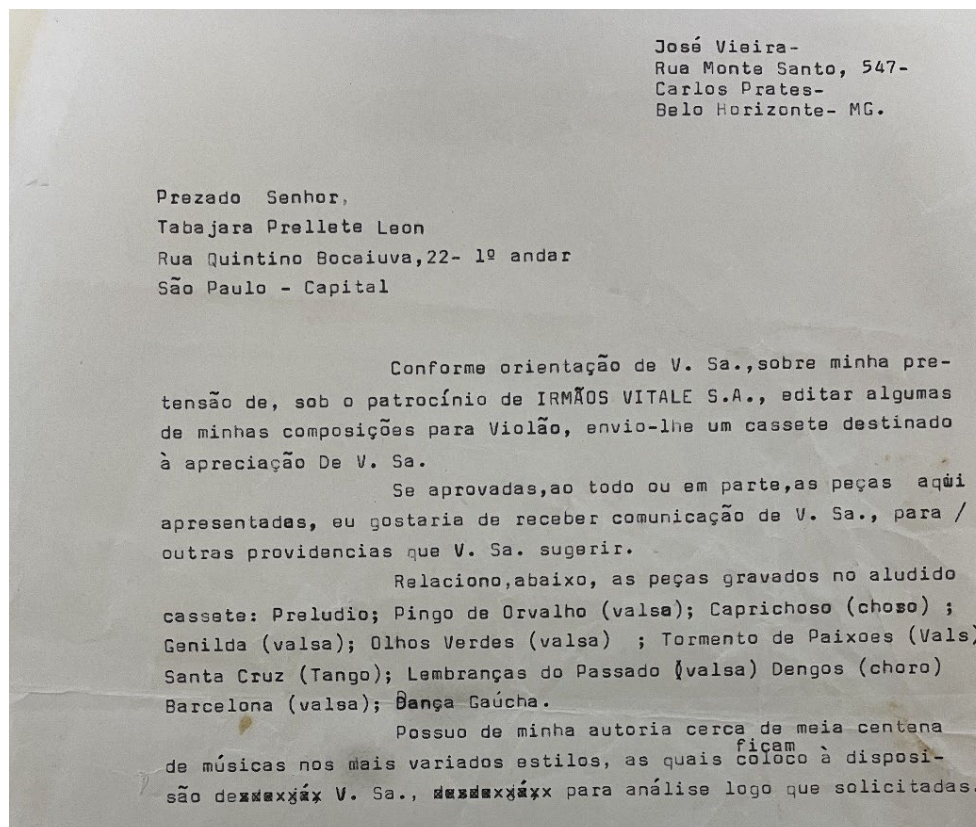 José Vieira-
Rua Monte Santo, 547-
Carlos Prates-
Belo Horizonte- MG.
Prezado Senhor,
Tabajara Prellete Leon
Rua Quintino Bocaiuva,22- 1º andar
São Paulo - Capital
Conforme orientação de V. Sa.,sobre minha pre-
tensão de, sob o patrocínio de IRMÃOS VITALE S.A., editar algumas
de minhas composições para Violão, envio-lhe um cassete destinado
à apreciação De V. Sa.
Se aprovadas,ao todo ou em parte,as peças aqui
apresentadas, eu gostaria de receber comunicação de V. Sa., para /
outras providencias que V. Sa. sugerir.
Relaciono,abaixo, as peças gravados no aludido
cassete: Preludio; Pingo de Orvalho (valsa); Caprichoso (choso) ;
Genilda (valsa); Olhos Verdes (valsa) ; Tormento de Paixoes (Vals)
Santa Cruz (Tango); Lembranças do Passado (valsa) Dengos (choro)
Barcelona (valsa); Dança Gaúcha.
Possuo de minha autoria cerca de meia centena
ficam
de músicas nos mais variados estilos, as quais coloco à disposi-
são de V. Sa., para análise logo que solicitadas.